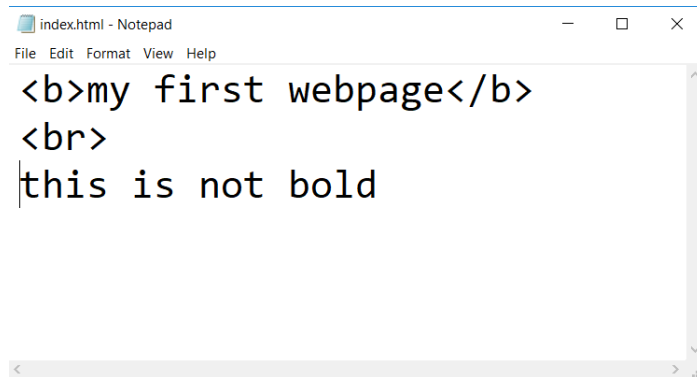 index.html - Notepad
File Edit Format View Help
<b>my first webpage</b>
<br>
this is not bold